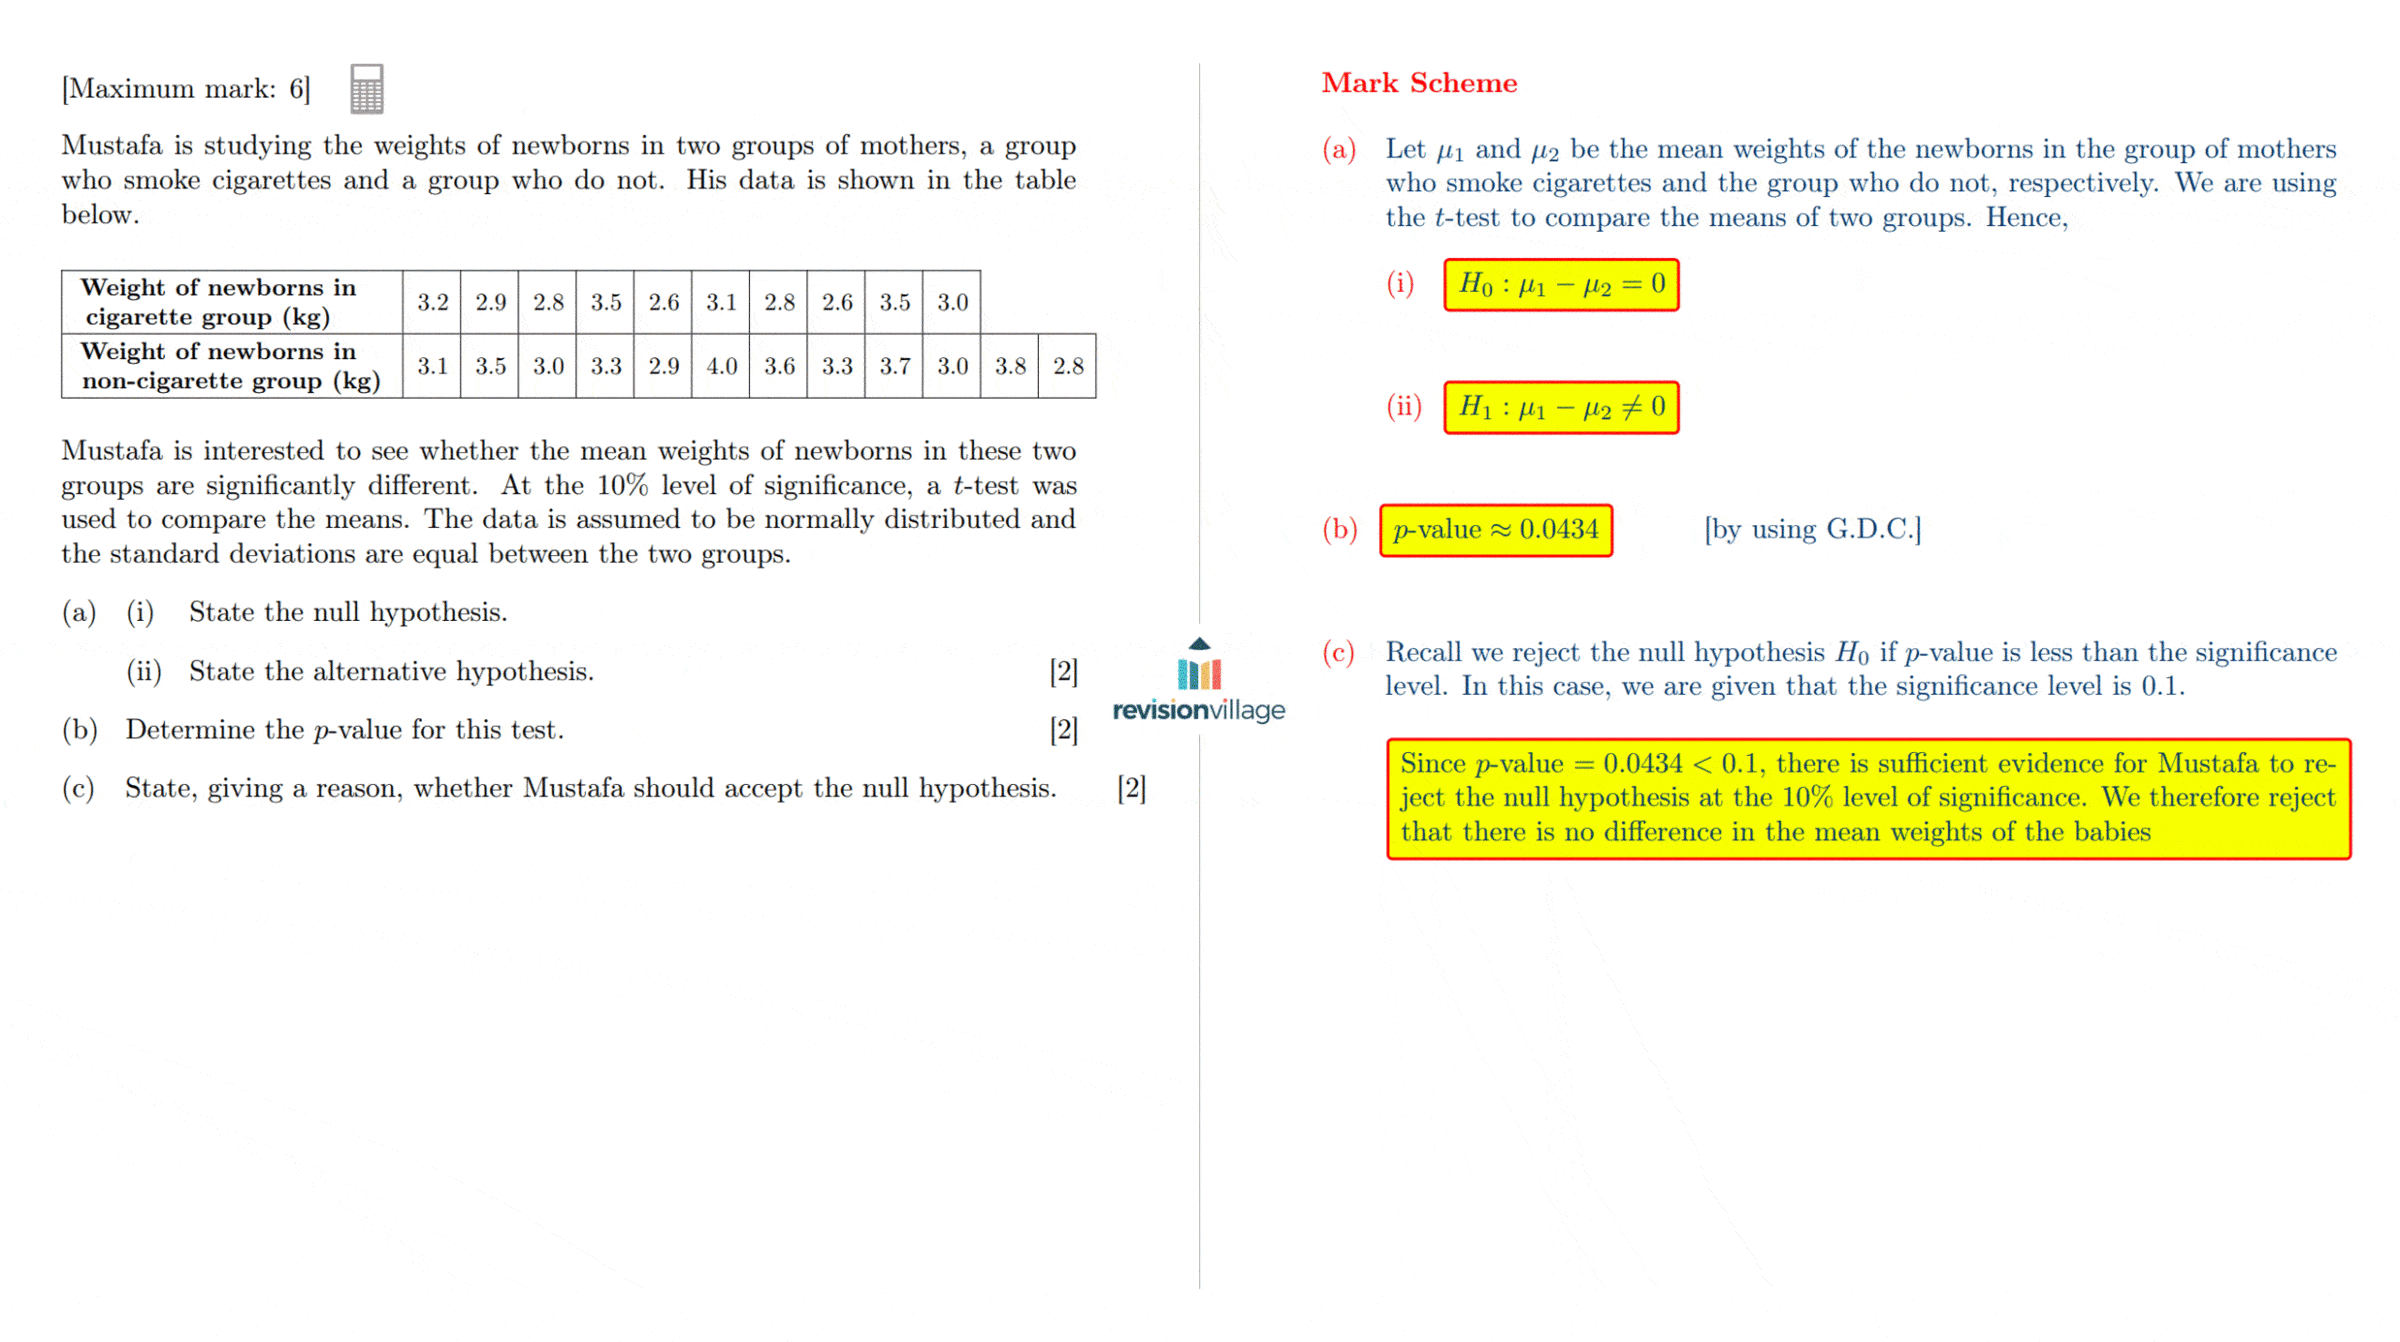 [Maximum mark: 6]
Mustafa is studying the weights of newborns in two groups of mothers, a group
who smoke cigarettes and a group who do not. His data is shown in the table
below.
Weight of newborns in
cigarette group (kg)
3.2 2.9 2.8 3.5 2.6 3.1 2.8 2.6 3.5 3.0
Weight of newborns in
non-cigarette group (kg)
3.1 3.5 3.0 3.3 2.9 4.0 3.6 3.3 3.7 3.0 3.8 2.8
Mustafa is interested to see whether the mean weights of newborns in these two
groups are significantly different. At the 10% level of significance, a t-test was
used to compare the means. The data is assumed to be normally distributed and
the standard deviations are equal between the two groups.
(a) (i) State the null hypothesis.
(ii) State the alternative hypothesis. [2]
(b) Determine the p-value for this test. [2]
(c) State, giving a reason, whether Mustafa should accept the null hypothesis. [2]
revisionvillage
Mark Scheme
(a) Let μ₁ and μ₂ be the mean weights of the newborns in the group of mothers
who smoke cigarettes and the group who do not, respectively. We are using
the t-test to compare the means of two groups. Hence,
(i) H₀ : μ₁ − μ₂ = 0
(ii) H₁ : μ₁ − μ₂ ≠ 0
(b) p-value ≈ 0.0434 [by using G.D.C.]
(c) Recall we reject the null hypothesis H₀ if p-value is less than the significance
level. In this case, we are given that the significance level is 0.1.
Since p-value = 0.0434 < 0.1, there is sufficient evidence for Mustafa to re-
ject the null hypothesis at the 10% level of significance. We therefore reject
that there is no difference in the mean weights of the babies